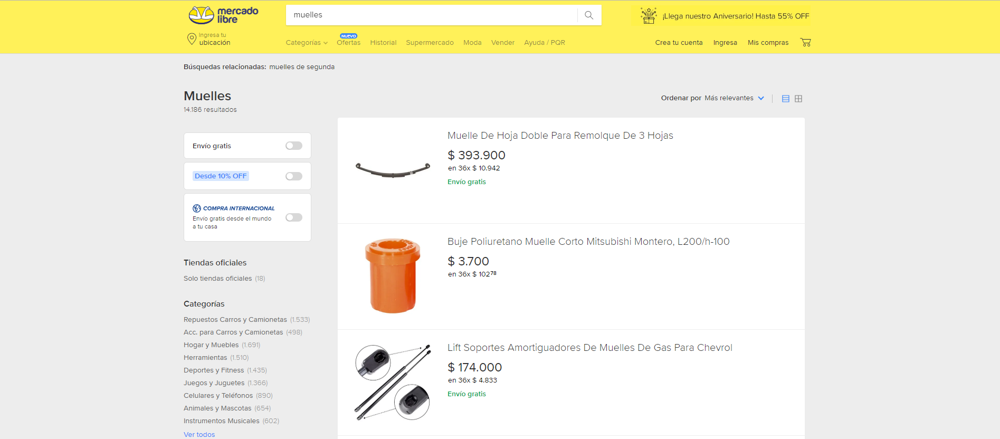 mercado
libre
muelles
¡Llega nuestro Aniversario! Hasta 55% OFF
Ingresa tu
ubicación
Categorías
NUEVO
Ofertas
Historial
Supermercado
Moda
Vender
Ayuda / PQR
Crea tu cuenta
Ingresa
Mis compras
Búsquedas relacionadas: muelles de segunda
Muelles
14.186 resultados
Ordenar por Más relevantes
Envío gratis
Desde 10% OFF
COMPRA INTERNACIONAL
Envío gratis desde el mundo
a tu casa
Tiendas oficiales
Solo tiendas oficiales (18)
Categorías
Repuestos Carros y Camionetas (1.533)
Acc. para Carros y Camionetas (498)
Hogar y Muebles (1.691)
Herramientas (1.510)
Deportes y Fitness (1.435)
Juegos y Juguetes (1.366)
Celulares y Teléfonos (890)
Animales y Mascotas (654)
Instrumentos Musicales (602)
Ver todos
Muelle De Hoja Doble Para Remolque De 3 Hojas
$ 393.900
en 36x $ 10.942
Envío gratis
Buje Poliuretano Muelle Corto Mitsubishi Montero, L200/h-100
$ 3.700
en 36x $ 102⁷⁸
Lift Soportes Amortiguadores De Muelles De Gas Para Chevrol
$ 174.000
en 36x $ 4.833
Envío gratis